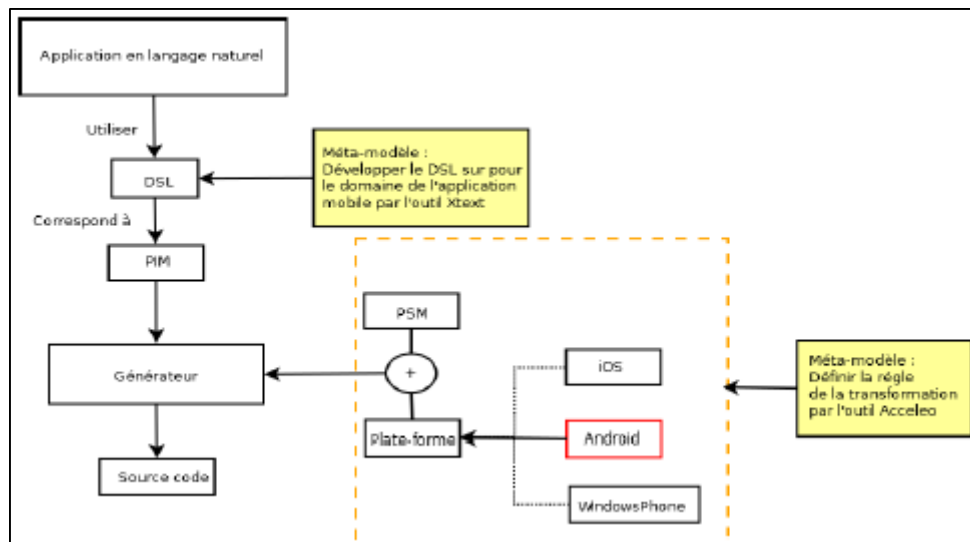 Application en langage naturel
Utiliser
Méta-modèle :
Développer le DSL sur pour
le domaine de l'application
mobile par l'outil Xtext
DSL
Correspond à
PIM
PSM
Générateur
+
iOS
Méta-modèle :
Définir la règle
de la transformation
par l'outil Acceleo
Plate-forme
Android
Source code
WindowsPhone